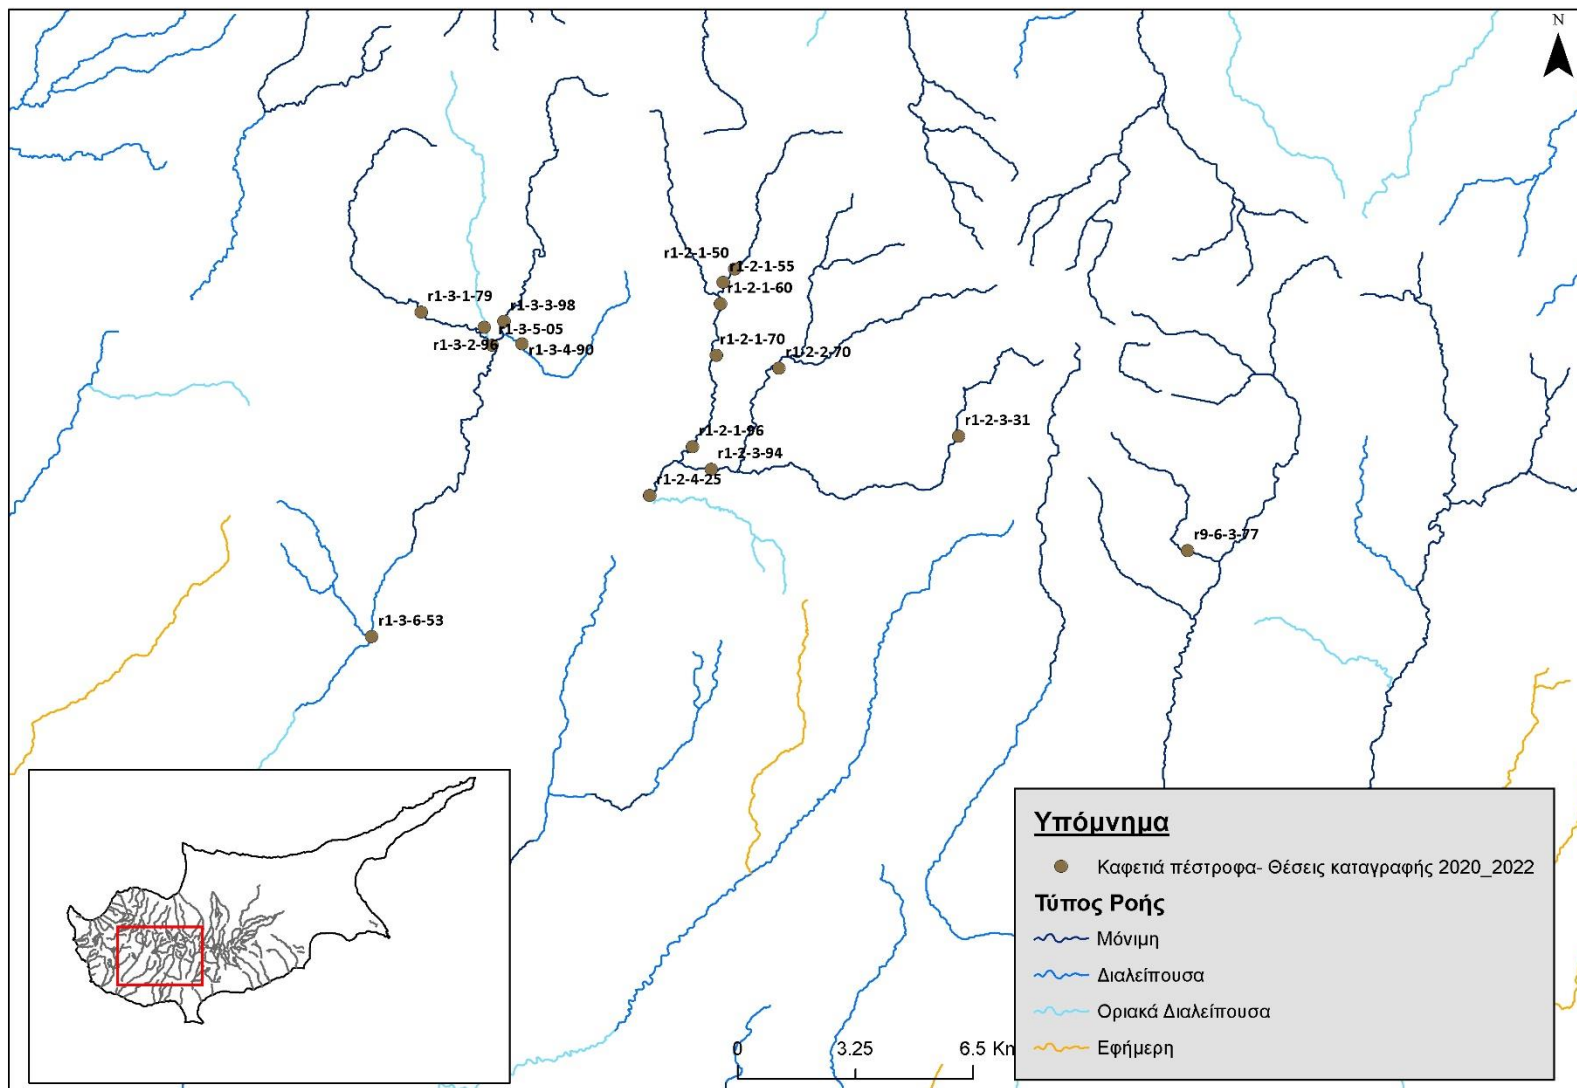 N
r1-2-1-50
r1-2-1-55
r1-2-1-60
r1-3-1-79
r1-3-3-98
r1-3-5-05
r1-3-2-96
r1-3-4-90
r1-2-1-70
r1-2-2-70
r1-2-3-31
r1-2-1-96
r1-2-3-94
r1-2-4-25
r9-6-3-77
r1-3-6-53
Υπόμνημα
Καφετιά πέστροφα- Θέσεις καταγραφής 2020_2022
Τύπος Ροής
Μόνιμη
Διαλείπουσα
Οριακά Διαλείπουσα
Εφήμερη
0 3.25 6.5 Km